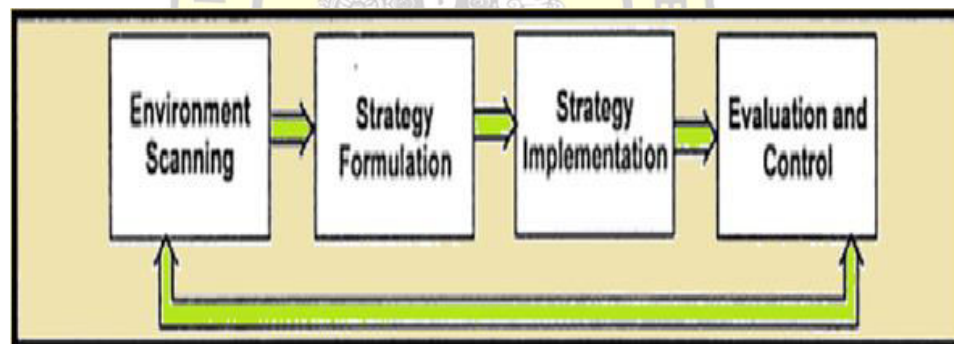 Environment
Scanning
Strategy
Formulation
Strategy
Implementation
Evaluation and
Control